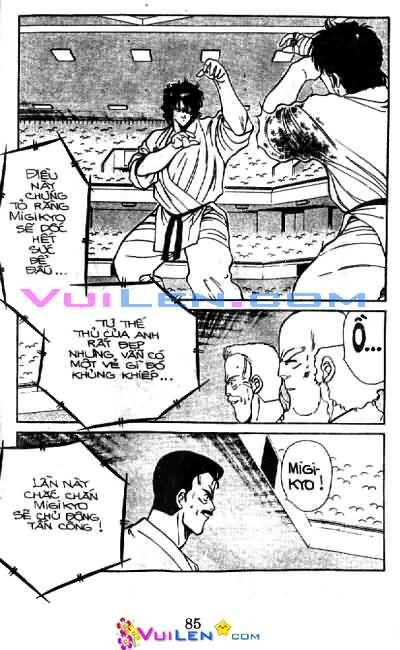 ĐIỀU
NÀY
CHỨNG
TỎ RẰNG
MIGIKYO
SẼ DỐC
HẾT
SỨC
ĐỂ
ĐẤU...
VUILEN.COM
TƯ THẾ
THỦ CỦA ANH
RẤT ĐẸP
NHƯNG, VẪN CÓ
MỘT VẺ GÌ ĐÓ
KHỦNG KHIẾP...
Ồ...
MIGI-
KYO!
LẦN NÀY
CHẮC CHẮN
MIGIKYO
SẼ CHỦ ĐỘNG
TẤN CÔNG!
85
VUILEN.COM